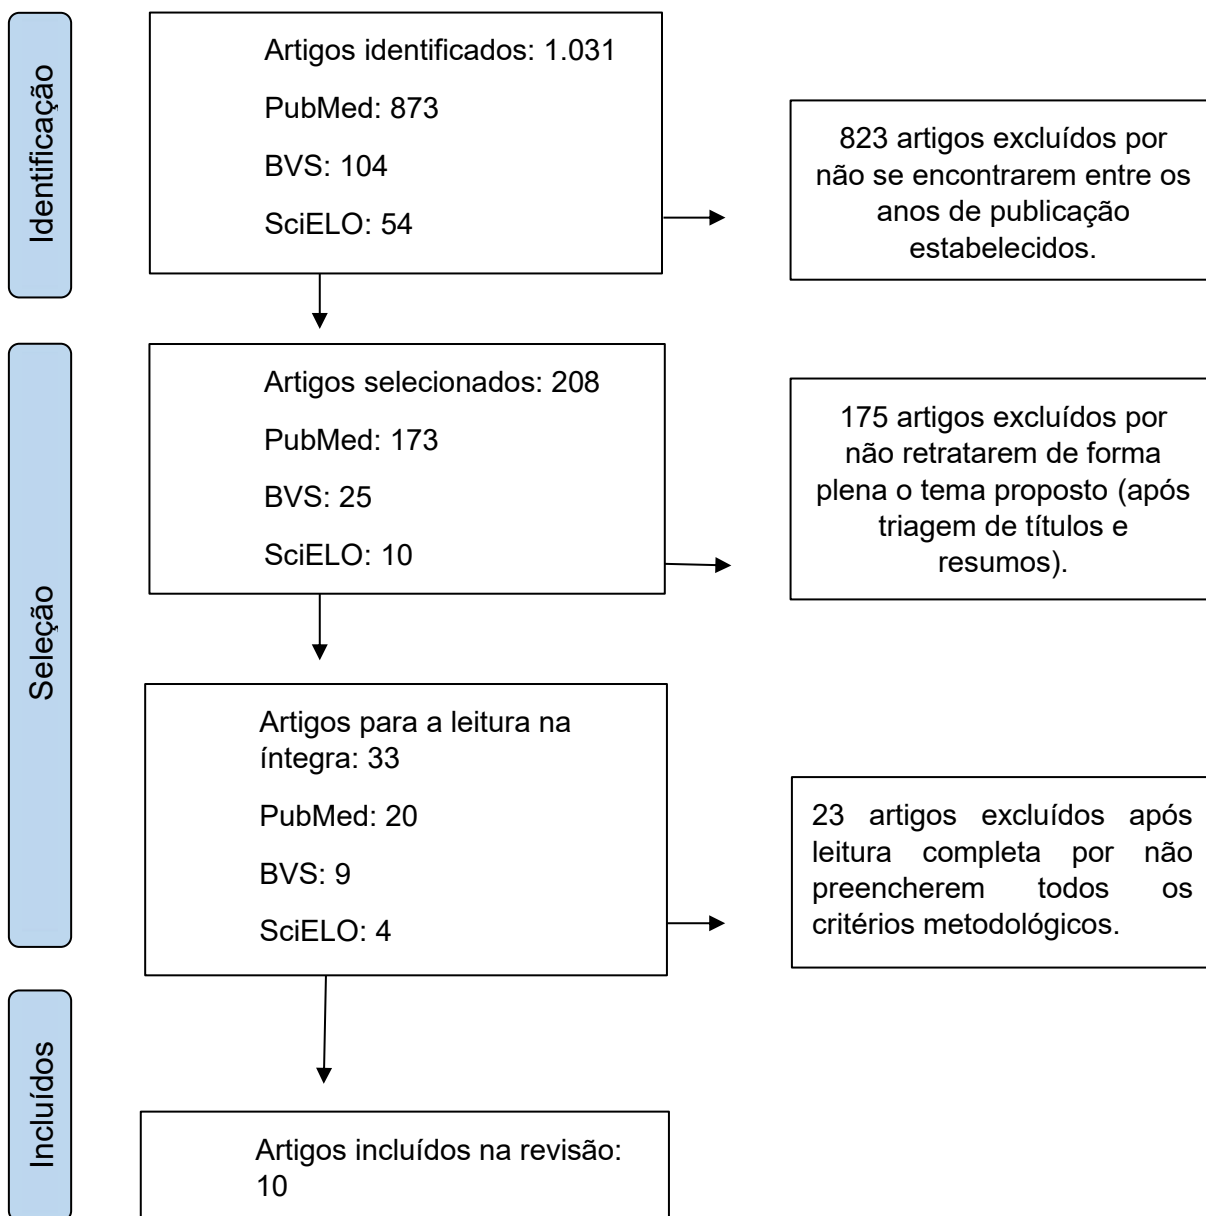 Identificação
Artigos identificados: 1.031
PubMed: 873
BVS: 104
SciELO: 54
823 artigos excluídos por
não se encontrarem entre os
anos de publicação
estabelecidos.
Seleção
Artigos selecionados: 208
PubMed: 173
BVS: 25
SciELO: 10
175 artigos excluídos por
não retratarem de forma
plena o tema proposto (após
triagem de títulos e
resumos).
Artigos para a leitura na
íntegra: 33
PubMed: 20
BVS: 9
SciELO: 4
23 artigos excluídos após
leitura completa por não
preencherem todos os
critérios metodológicos.
Incluídos
Artigos incluídos na revisão:
10